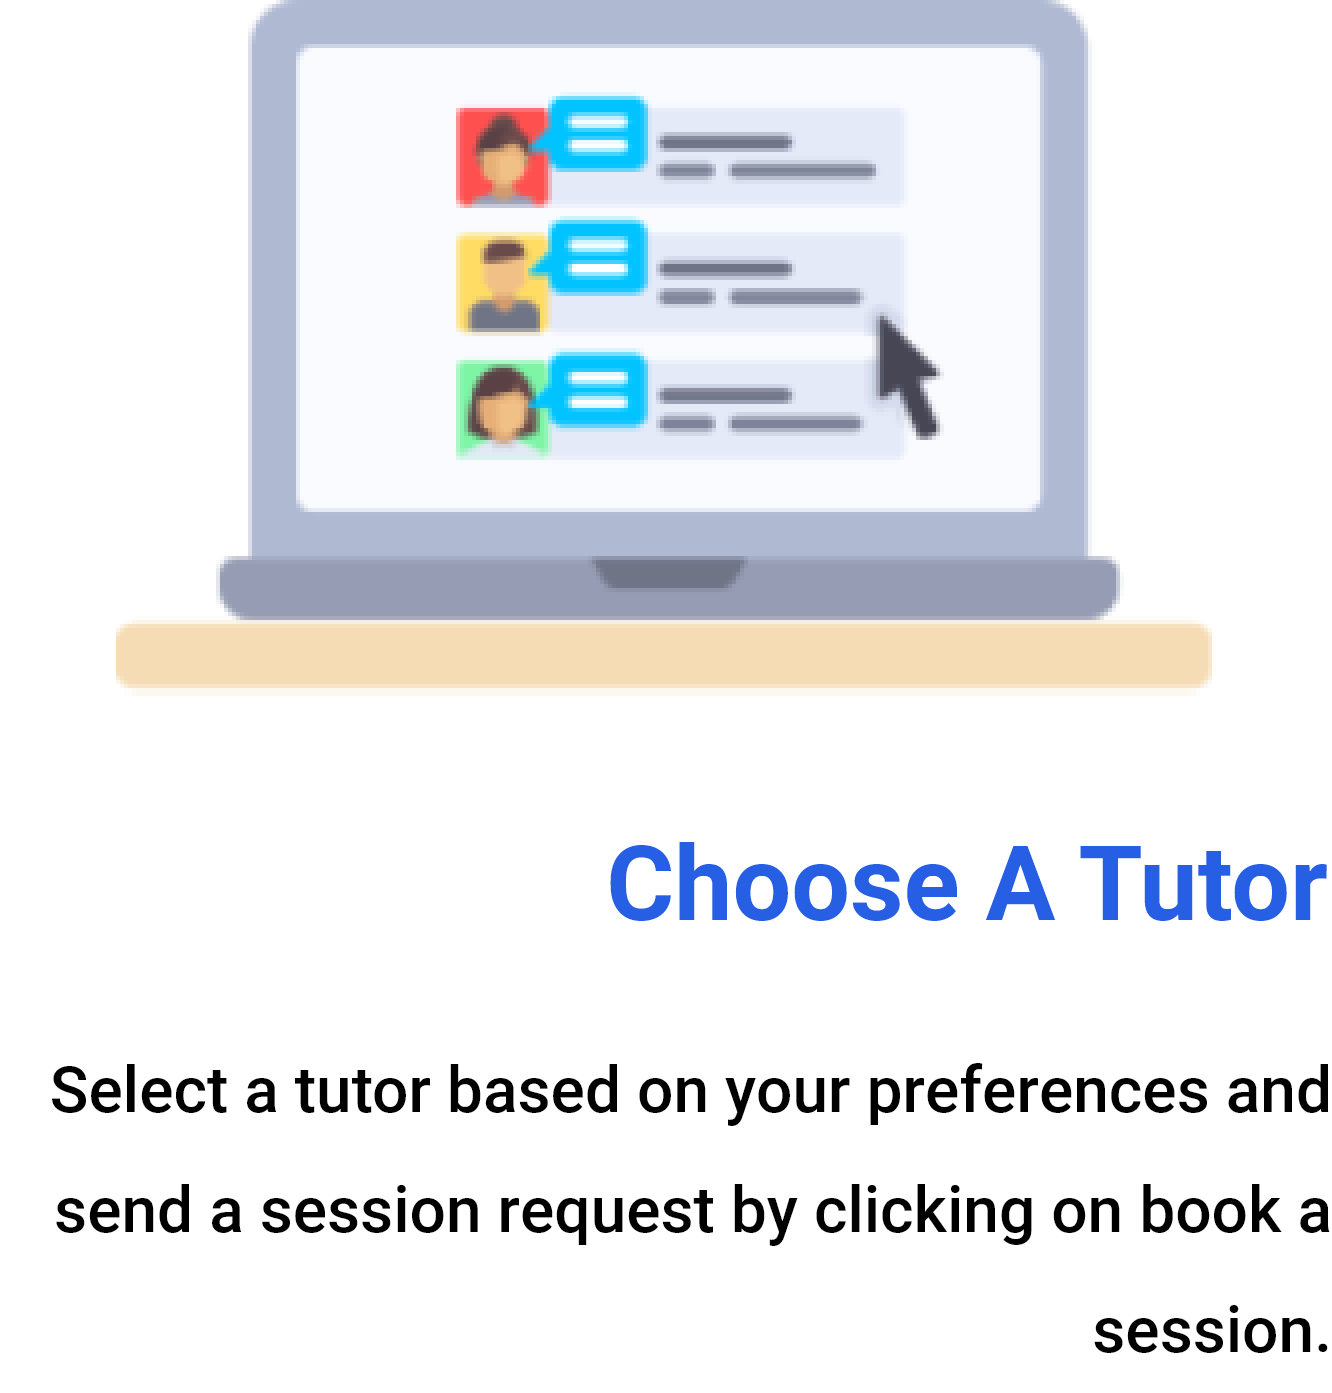 Choose A Tutor
Select a tutor based on your preferences and
send a session request by clicking on book a
session.